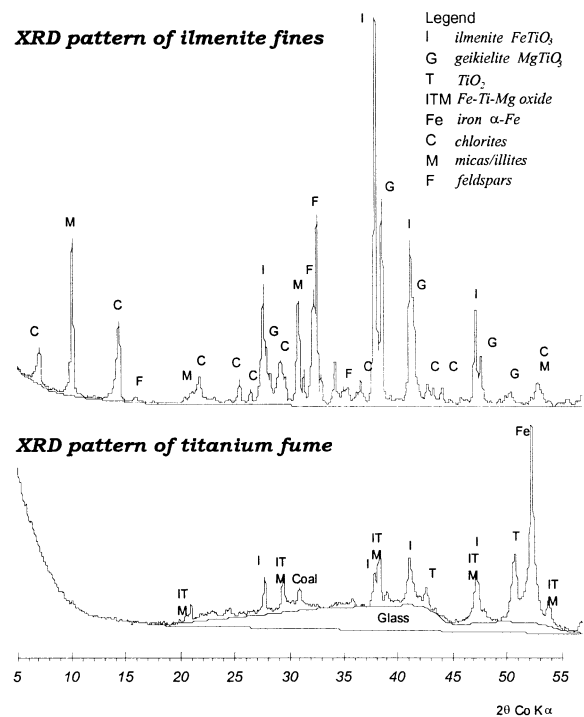 XRD pattern of ilmenite fines
Legend
I ilmenite FeTiO₃
G geikielite MgTiO₃
T TiO₂
ITM Fe-Ti-Mg oxide
Fe iron α-Fe
C chlorites
M micas/illites
F feldspars
I
G
F
M
I
I
M
F
I
C
C
G
G
C
G
C
M
C
C
C
F
C
C
C
G
M
F
XRD pattern of titanium fume
Fe
I
IT
M
Coal
IT
M
I
I
T
I
IT
M
T
IT
M
IT
M
Glass
5 10 15 20 25 30 35 40 45 50 55
2θ Co Kα